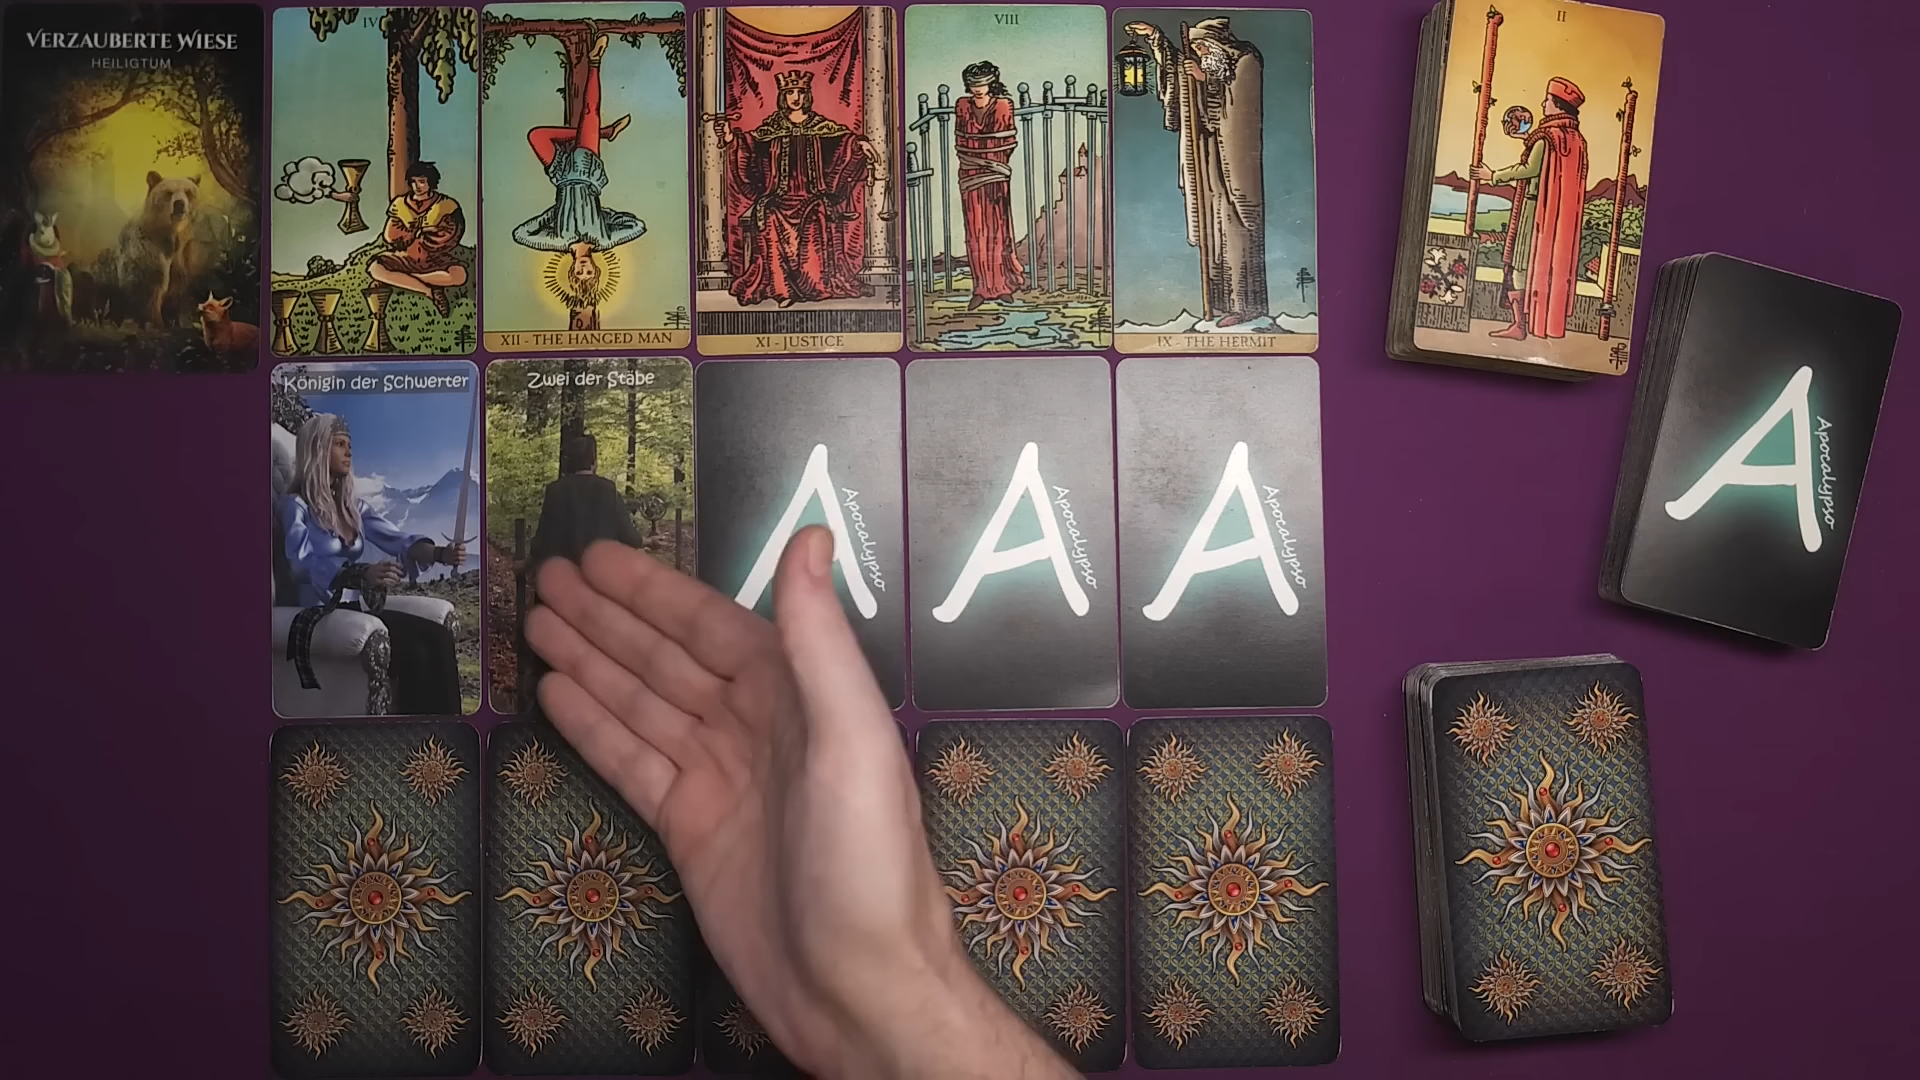 VERZAUBERTE WIESE
HEILIGTUM
IV
XII - THE HANGED MAN
XI - JUSTICE
VIII
IX - THE HERMIT
II
Königin der Schwerter
Zwei der Stäbe
A
Apocalypso
A
Apocalypso
A
Apocalypso
A
Apocalypso